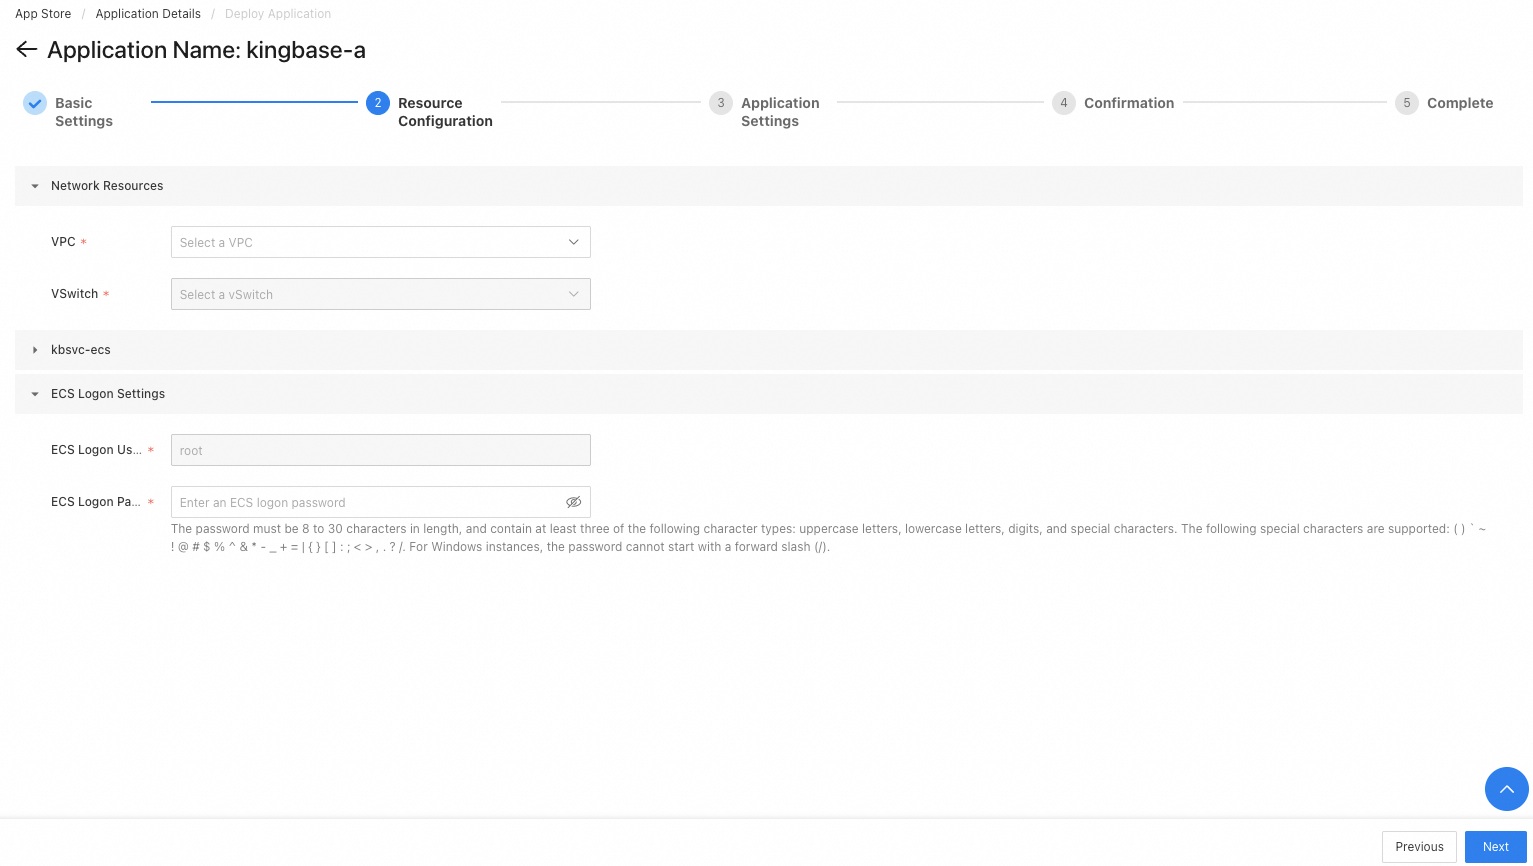 App Store / Application Details / Deploy Application
Application Name: kingbase-a
Basic Settings
2 Resource Configuration
3 Application Settings
4 Confirmation
5 Complete
Network Resources
VPC *
Select a VPC
VSwitch *
Select a vSwitch
kbsvc-ecs
ECS Logon Settings
ECS Logon Us... *
root
ECS Logon Pa... *
Enter an ECS logon password
The password must be 8 to 30 characters in length, and contain at least three of the following character types: uppercase letters, lowercase letters, digits, and special characters. The following special characters are supported: ( ) ` ~
! @ # $ % ^ & * - _ + = | { } [ ] : ; < > , . ? /. For Windows instances, the password cannot start with a forward slash (/).
Previous
Next